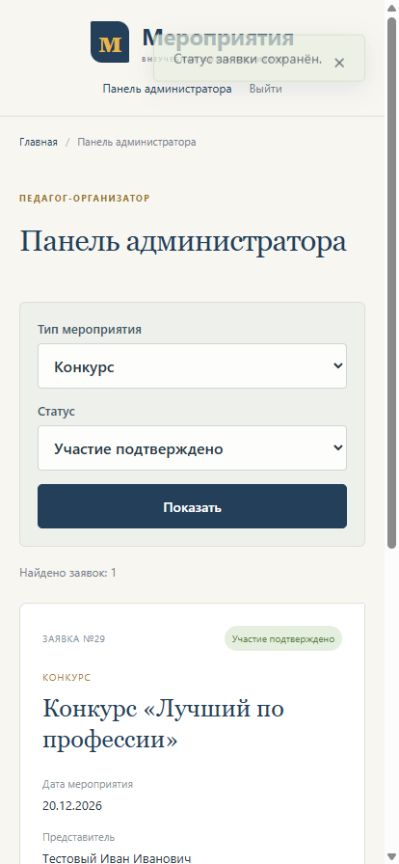 м
Мероприятия
Статус заявки сохранён. ×
Панель администратора Выйти
Главная / Панель администратора
ПЕДАГОГ-ОРГАНИЗАТОР
Панель администратора
Тип мероприятия
Конкурс
Статус
Участие подтверждено
Показать
Найдено заявок: 1
ЗАЯВКА №29
Участие подтверждено
КОНКУРС
Конкурс «Лучший по
профессии»
Дата мероприятия
20.12.2026
Представитель
Тестовый Иван Иванович